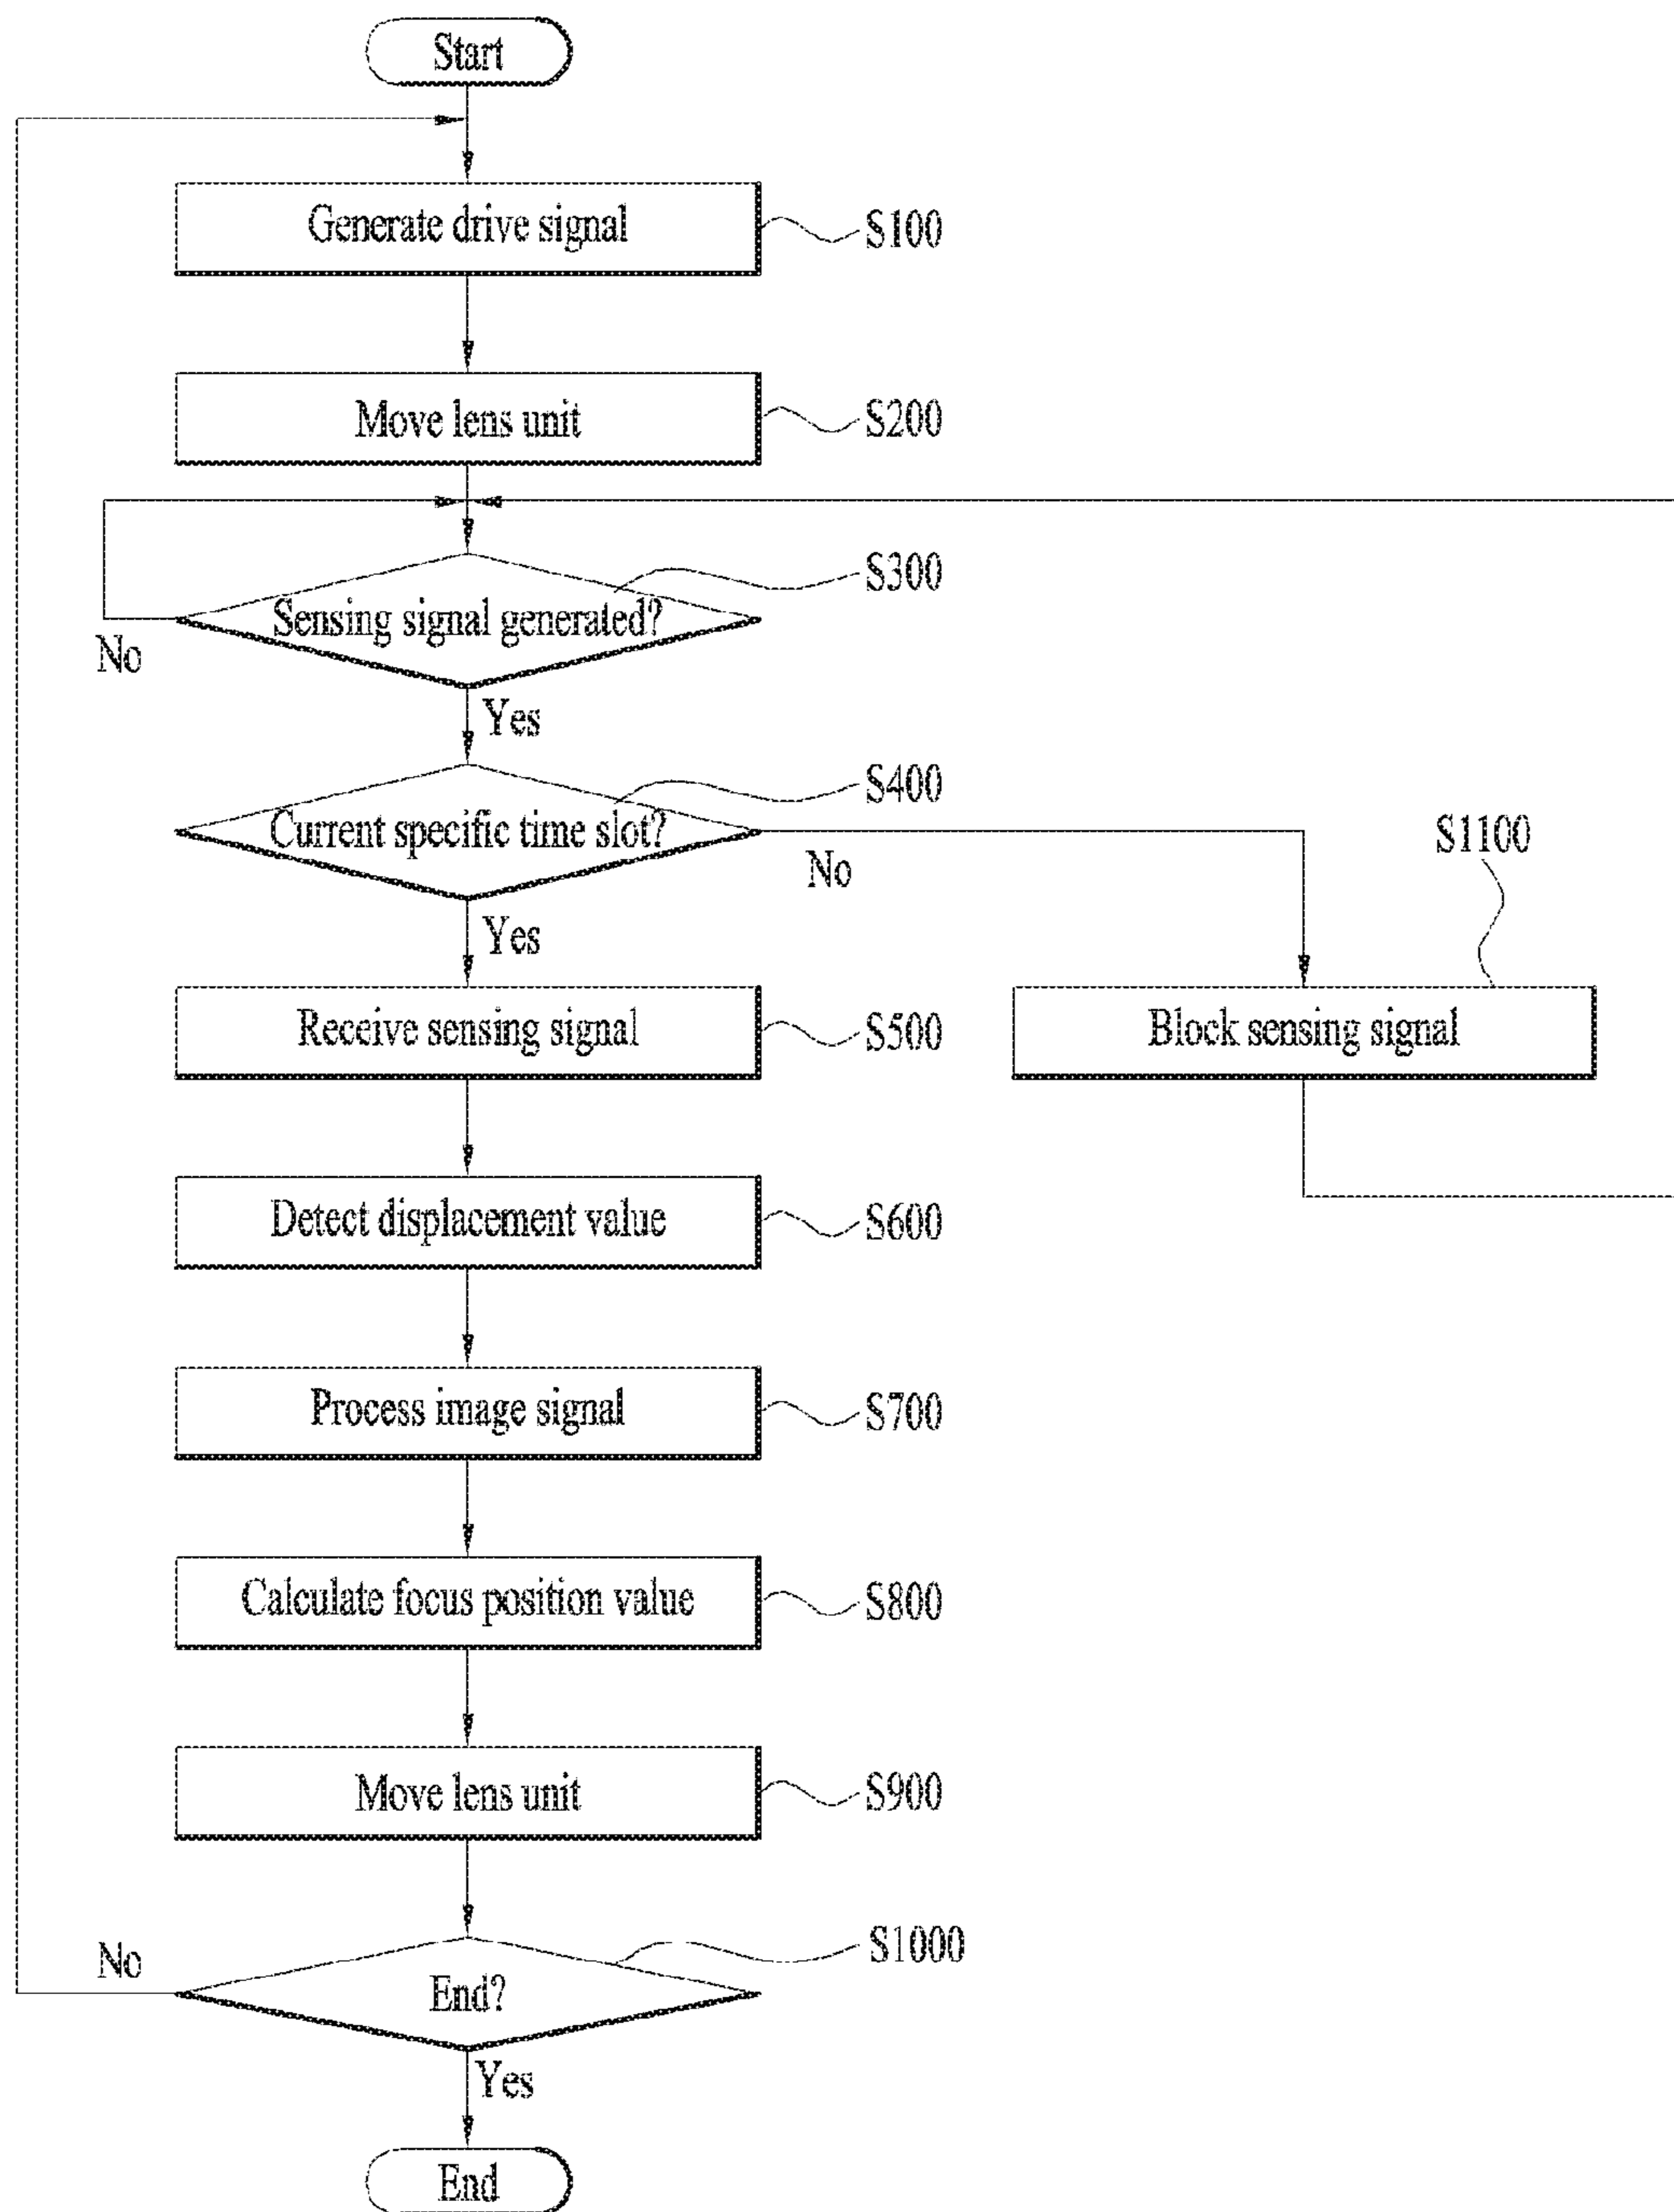 Start
Generate drive signal
S100
Move lens unit
S200
Sensing signal generated?
S300
No
Yes
Current specific time slot?
S400
No
Yes
S1100
Receive sensing signal
S500
Block sensing signal
Detect displacement value
S600
Process image signal
S700
Calculate focus position value
S800
Move lens unit
S900
End?
S1000
No
Yes
End